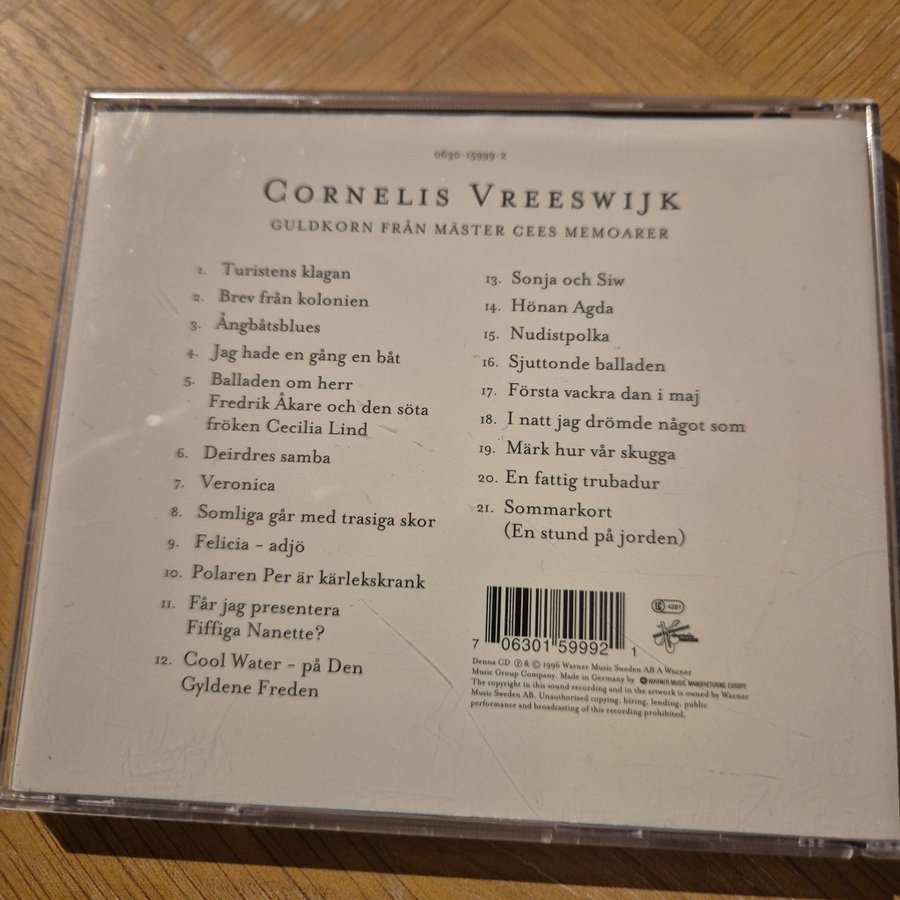 0630-15999-2
CORNELIS VREESWIJK
GULDKORN FRÅN MÄSTER CEES MEMOARER
1. Turistens klagan
2. Brev från kolonien
3. Ångbåtsblues
4. Jag hade en gång en båt
5. Balladen om herr
Fredrik Åkare och den söta
fröken Cecilia Lind
6. Deirdres samba
7. Veronica
8. Somliga går med trasiga skor
9. Felicia - adjö
10. Polaren Per är kärlekskrank
11. Får jag presentera
Fiffiga Nanette?
12. Cool Water - på Den
Gyldene Freden
13. Sonja och Siw
14. Hönan Agda
15. Nudistpolka
16. Sjuttonde balladen
17. Första vackra dan i maj
18. I natt jag drömde något som
19. Märk hur vår skugga
20. En fattig trubadur
21. Sommarkort
(En stund på jorden)
LC 4281
7 06301 59992 1
Denna CD ℗ & © 1996 Warner Music Sweden AB A Warner
Music Group Company. Made in Germany by WARNER MUSIC MANUFACTURING EUROPE
The copyright in this sound recording and in the artwork is owned by Warner
Music Sweden AB. Unauthorized copying, hiring, lending, public
performance and broadcasting of this recording prohibited.